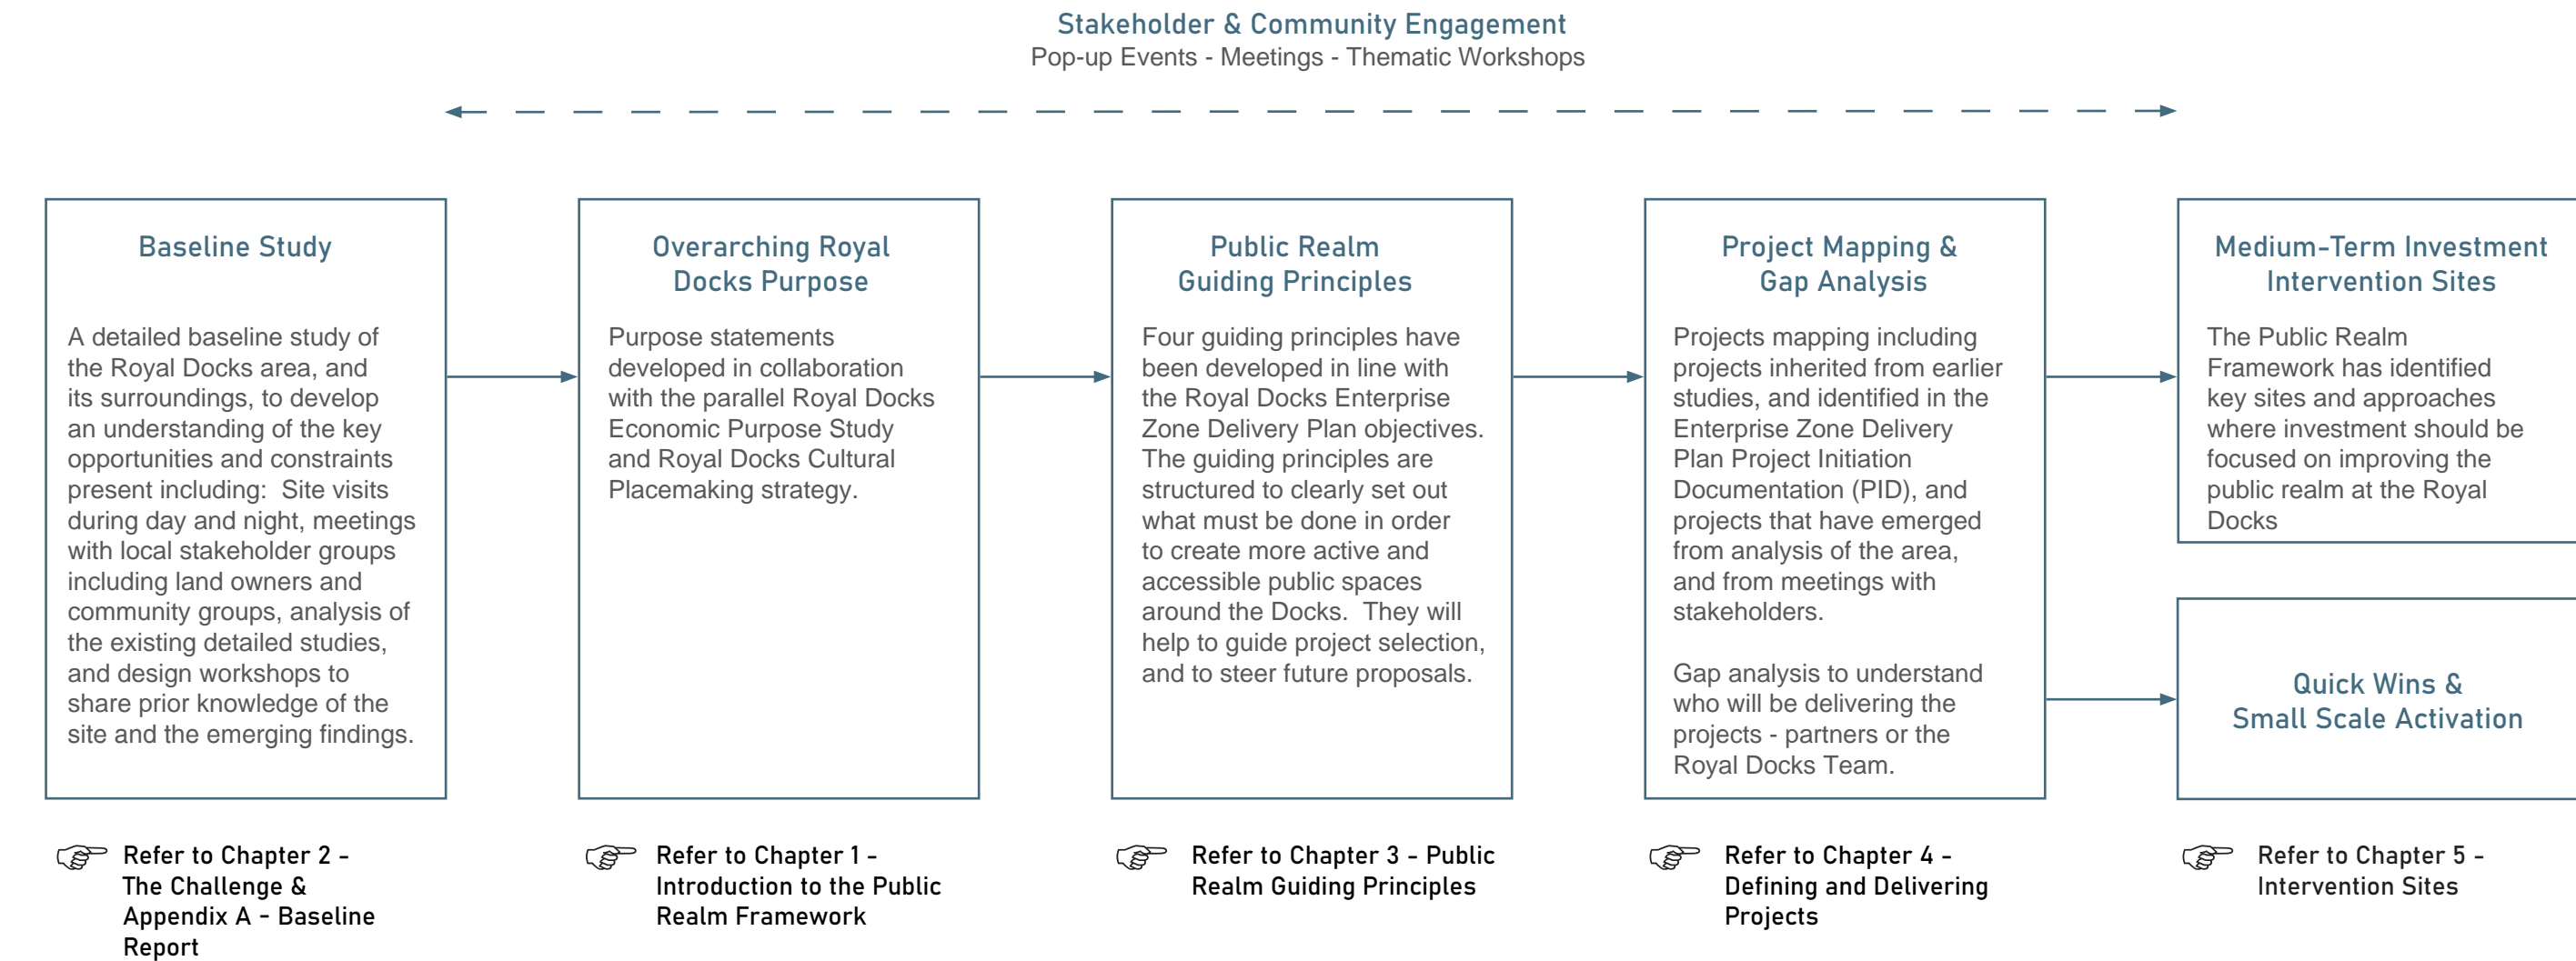 Stakeholder & Community Engagement
Pop-up Events - Meetings - Thematic Workshops
Baseline Study
A detailed baseline study of
the Royal Docks area, and
its surroundings, to develop
an understanding of the key
opportunities and constraints
present including:  Site visits
during day and night, meetings
with local stakeholder groups
including land owners and
community groups, analysis of
the existing detailed studies,
and design workshops to
share prior knowledge of the
site and the emerging findings.
Refer to Chapter 2 -
The Challenge &
Appendix A - Baseline
Report
Overarching Royal
Docks Purpose
Purpose statements
developed in collaboration
with the parallel Royal Docks
Economic Purpose Study
and Royal Docks Cultural
Placemaking strategy.
Refer to Chapter 1 -
Introduction to the Public
Realm Framework
Public Realm
Guiding Principles
Four guiding principles have
been developed in line with
the Royal Docks Enterprise
Zone Delivery Plan objectives.
The guiding principles are
structured to clearly set out
what must be done in order
to create more active and
accessible public spaces
around the Docks.  They will
help to guide project selection,
and to steer future proposals.
Refer to Chapter 3 - Public
Realm Guiding Principles
Project Mapping &
Gap Analysis
Projects mapping including
projects inherited from earlier
studies, and identified in the
Enterprise Zone Delivery
Plan Project Initiation
Documentation (PID), and
projects that have emerged
from analysis of the area,
and from meetings with
stakeholders.
Gap analysis to understand
who will be delivering the
projects - partners or the
Royal Docks Team.
Refer to Chapter 4 -
Defining and Delivering
Projects
Medium-Term Investment
Intervention Sites
The Public Realm
Framework has identified
key sites and approaches
where investment should be
focused on improving the
public realm at the Royal
Docks
Quick Wins &
Small Scale Activation
Refer to Chapter 5 -
Intervention Sites